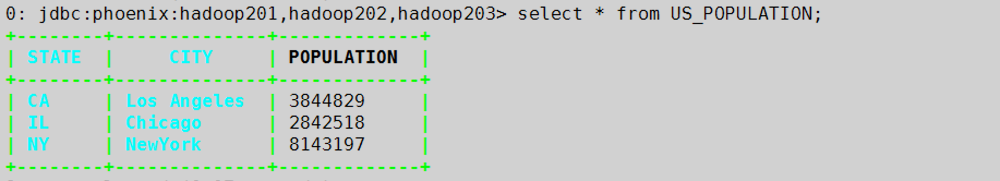 0: jdbc:phoenix:hadoop201,hadoop202,hadoop203> select * from US_POPULATION;
+--------+--------------+-------------+
| STATE  |     CITY     | POPULATION  |
+--------+--------------+-------------+
| CA     | Los Angeles  | 3844829     |
| IL     | Chicago      | 2842518     |
| NY     | NewYork      | 8143197     |
+--------+--------------+-------------+